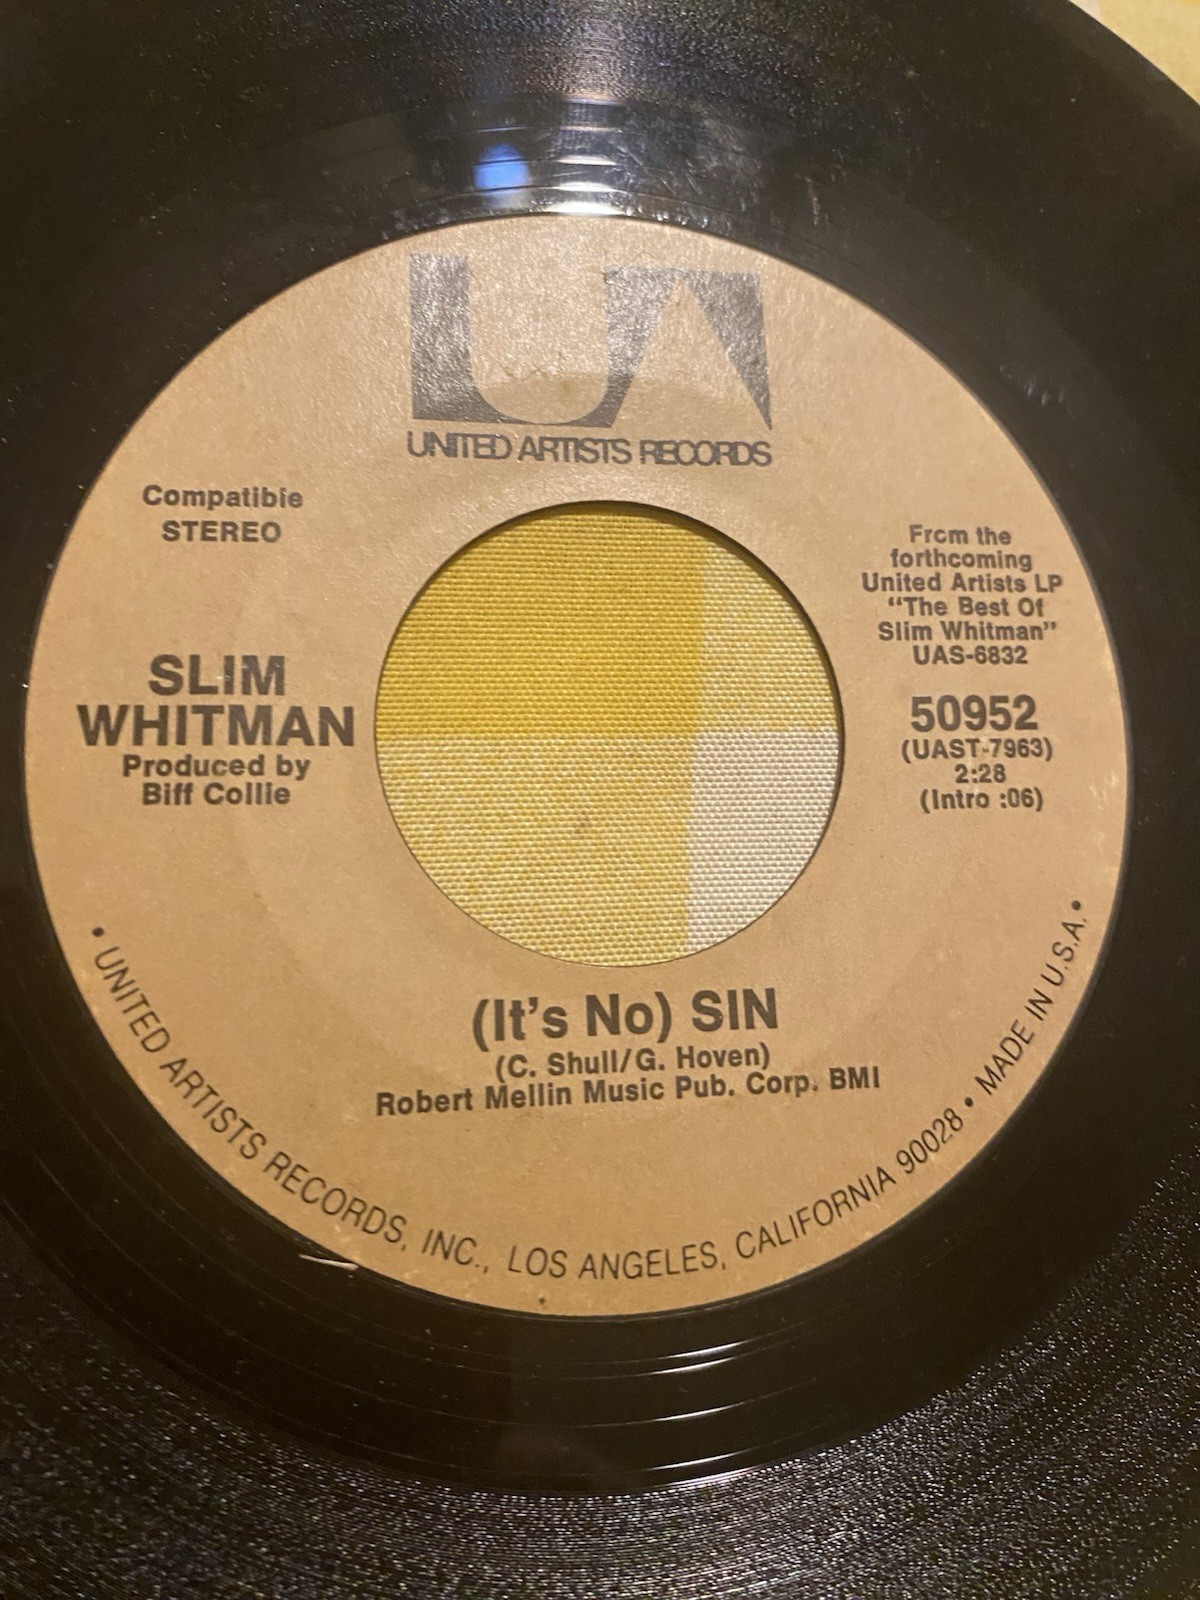 UA
UNITED ARTISTS RECORDS
Compatible
STEREO
From the
forthcoming
United Artists LP
"The Best Of
Slim Whitman"
UAS-6832
SLIM
WHITMAN
Produced by
Biff Collie
50952
(UAST-7963)
2:28
(Intro :06)
(It's No) SIN
(C. Shull/G. Hoven)
Robert Mellin Music Pub. Corp. BMI
• UNITED ARTISTS RECORDS, INC., LOS ANGELES, CALIFORNIA 90028 • MADE IN U.S.A. •